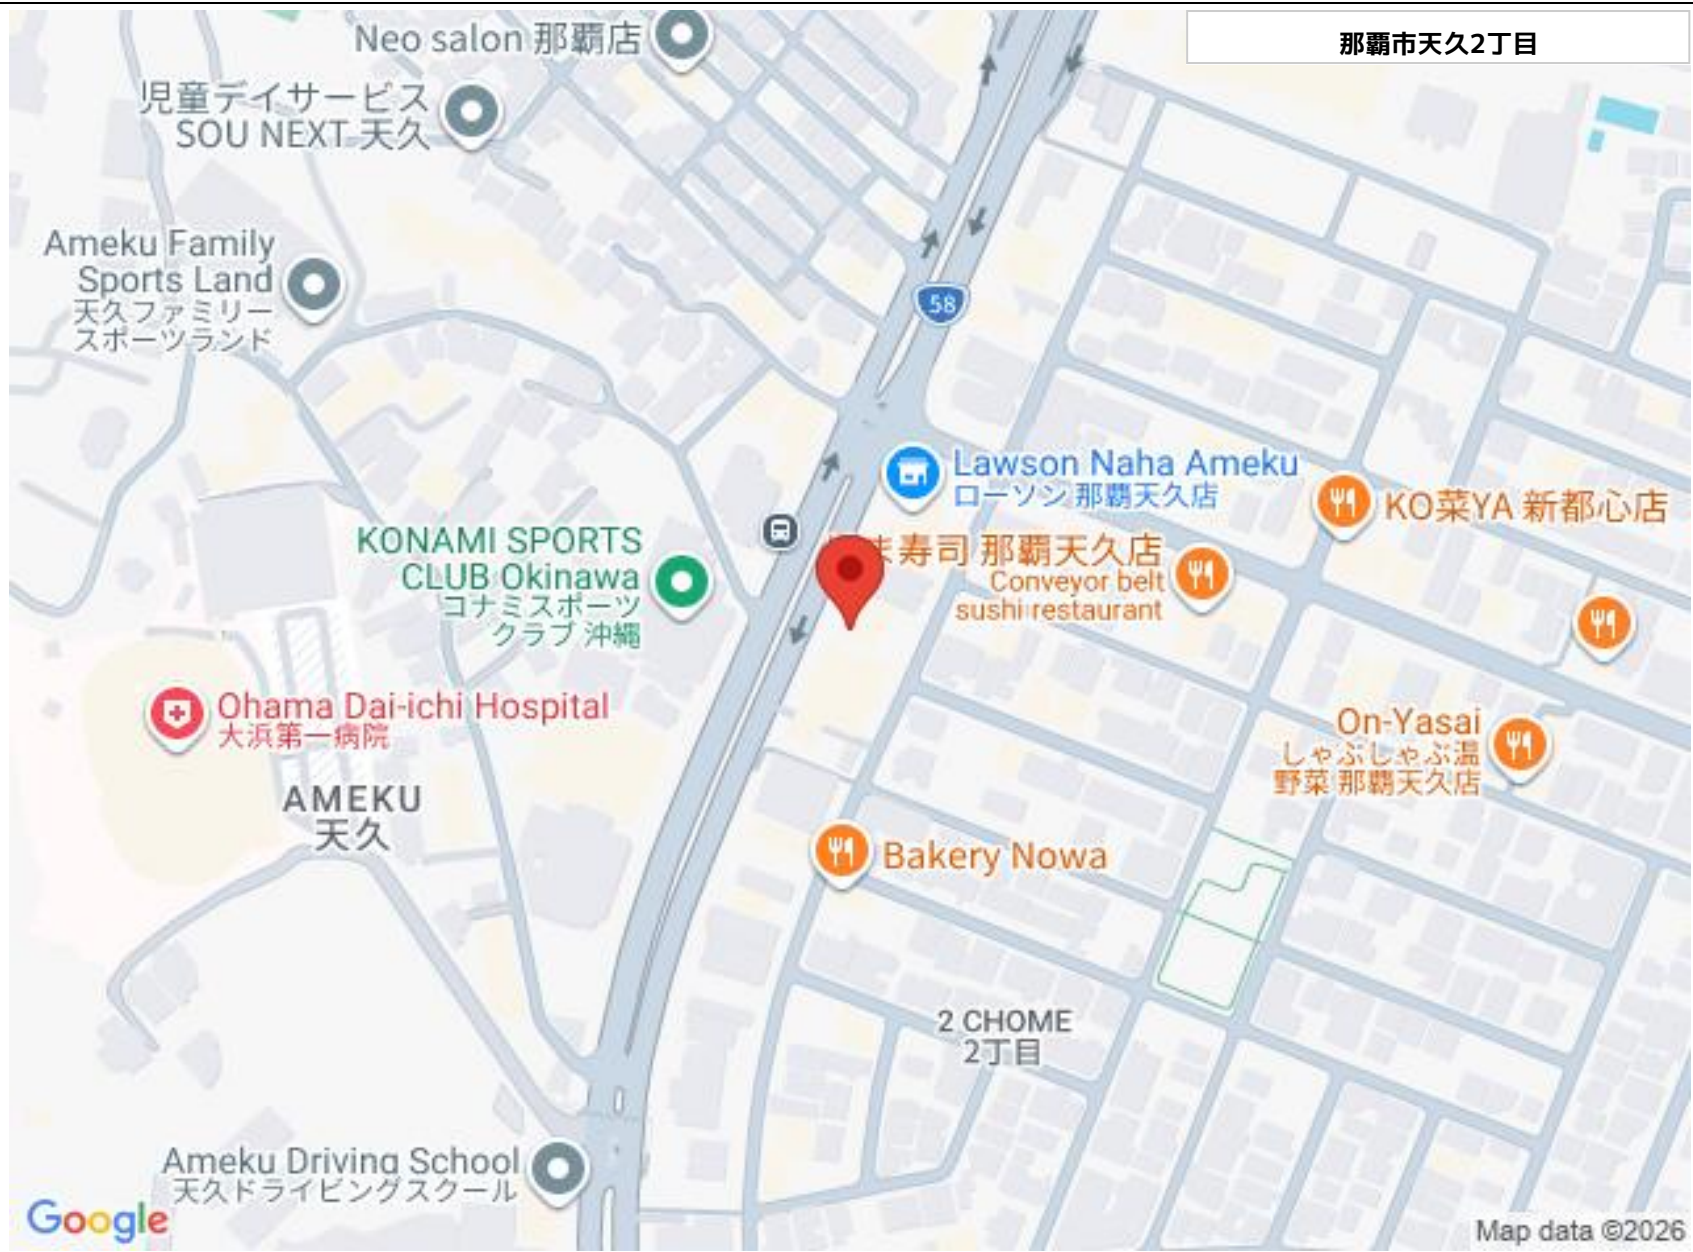 那覇市天久2丁目
Neo salon 那覇店
児童デイサービス
SOU NEXT 天久
Ameku Family
Sports Land
天久ファミリー
スポーツランド
58
Lawson Naha Ameku
ローソン 那覇天久店
KO菜YA 新都心店
KONAMI SPORTS
CLUB Okinawa
コナミスポーツ
クラブ 沖縄
ま寿司 那覇天久店
Conveyor belt
sushi restaurant
Ohama Dai-ichi Hospital
大浜第一病院
On-Yasai
しゃぶしゃぶ温
野菜 那覇天久店
AMEKU
天久
Bakery Nowa
2 CHOME
2丁目
Ameku Driving School
天久ドライビングスクール
Google
Map data ©2026